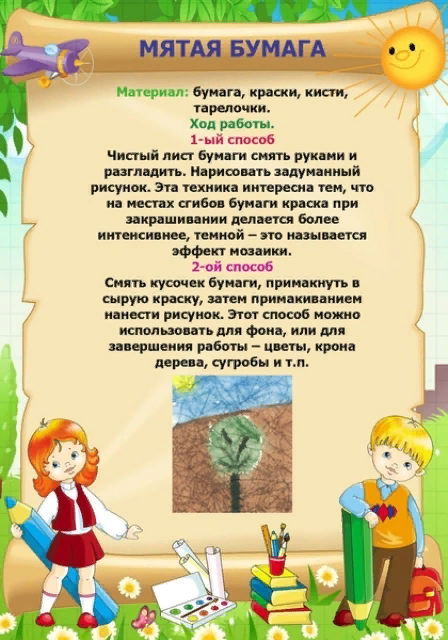 МЯТАЯ БУМАГА
Материал: бумага, краски, кисти,
тарелочки.
Ход работы.
1-ый способ
Чистый лист бумаги смять руками и
разгладить. Нарисовать задуманный
рисунок. Эта техника интересна тем, что
на местах сгибов бумаги краска при
закрашивании делается более
интенсивнее, темной – это называется
эффект мозаики.
2-ой способ
Смять кусочек бумаги, примакнуть в
сырую краску, затем примакиванием
нанести рисунок. Этот способ можно
использовать для фона, или для
завершения работы – цветы, крона
дерева, сугробы и т.п.